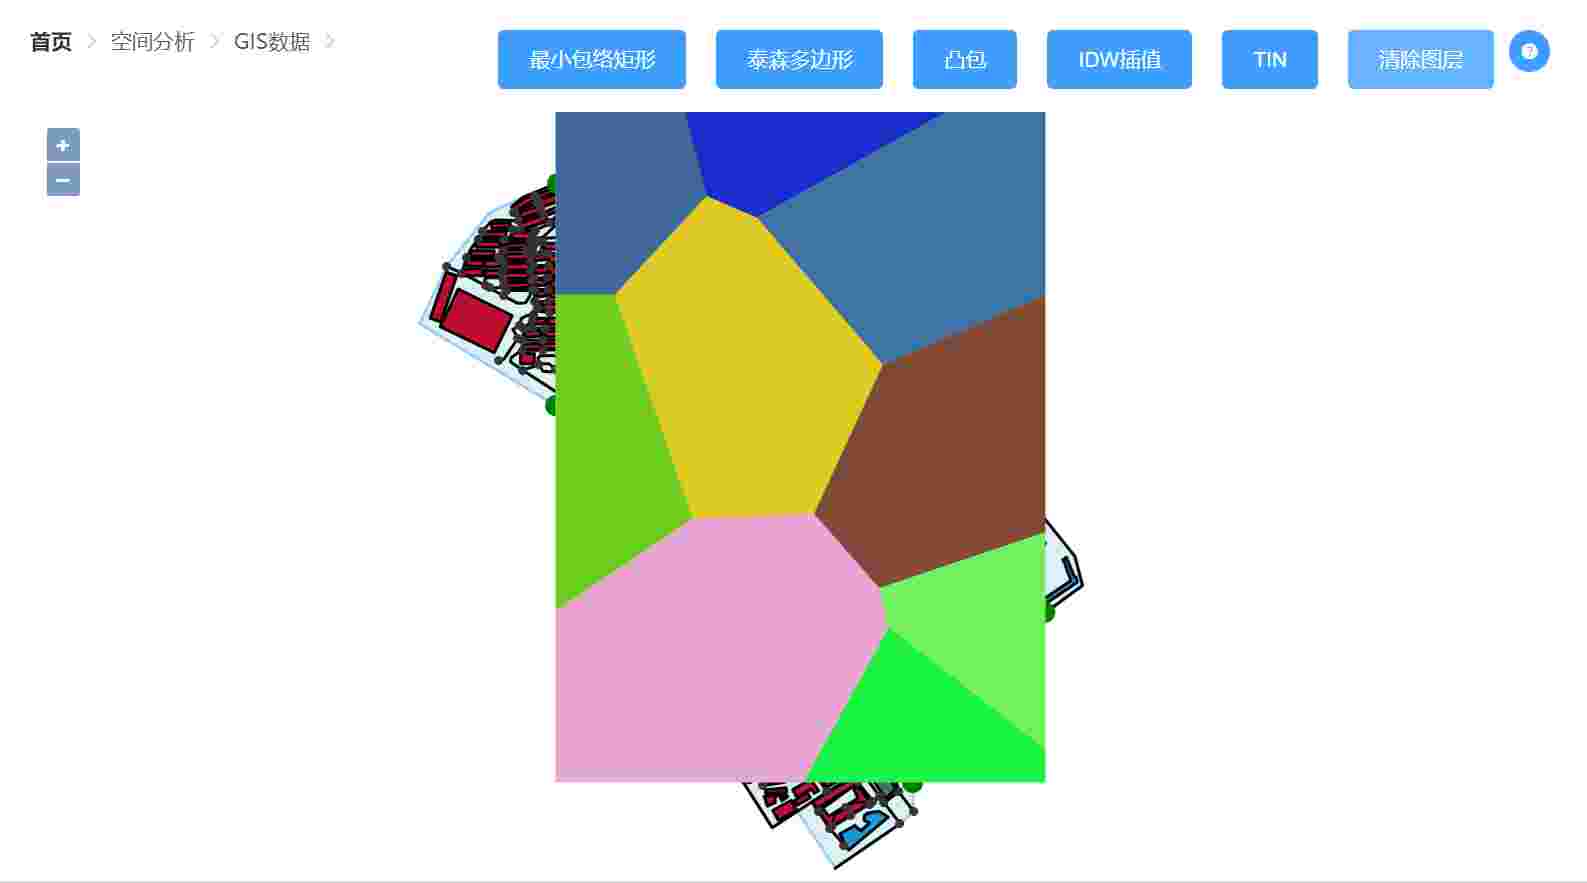 首页 > 空间分析 > GIS数据 >
最小包络矩形 泰森多边形 凸包 IDW插值 TIN 清除图层 ?
+
−